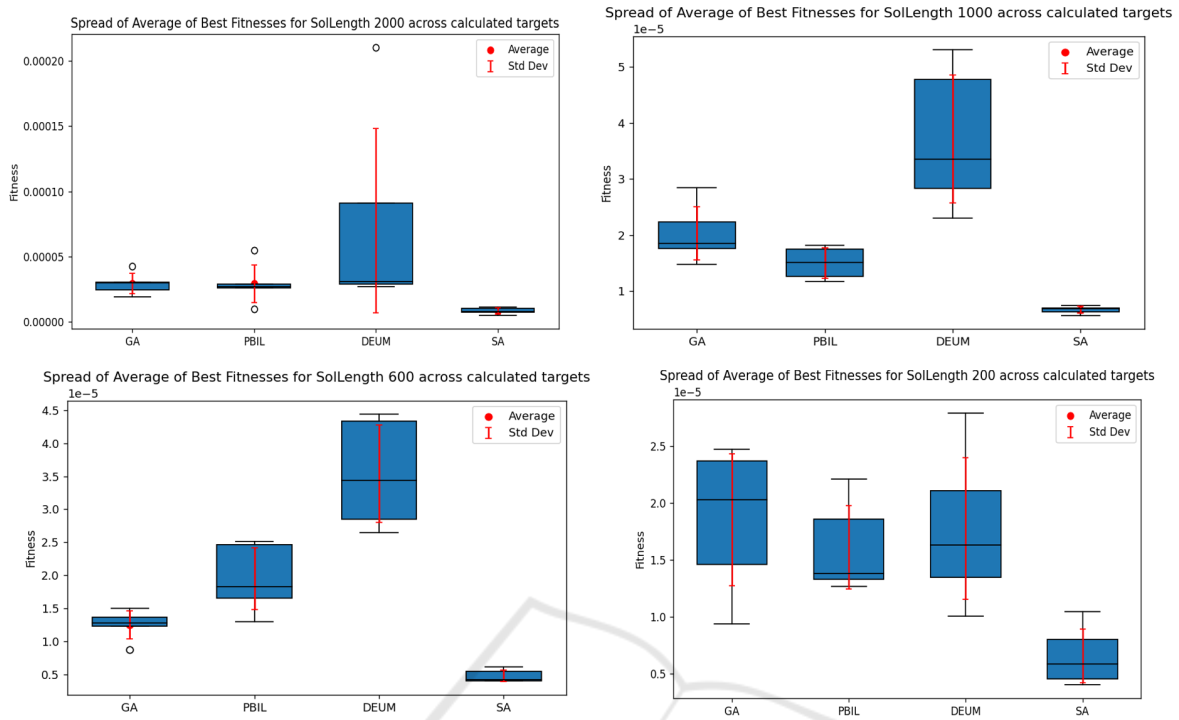 Spread of Average of Best Fitnesses for SolLength 2000 across calculated targets
0.00020
0.00015
0.00010
0.00005
0.00000
Fitness
Average
Std Dev
GA PBIL DEUM SA
Spread of Average of Best Fitnesses for SolLength 1000 across calculated targets
1e−5
5
4
3
2
1
Fitness
Average
Std Dev
GA PBIL DEUM SA
Spread of Average of Best Fitnesses for SolLength 600 across calculated targets
1e−5
4.5
4.0
3.5
3.0
2.5
2.0
1.5
1.0
0.5
Fitness
Average
Std Dev
GA PBIL DEUM SA
Spread of Average of Best Fitnesses for SolLength 200 across calculated targets
1e−5
2.5
2.0
1.5
1.0
0.5
Fitness
Average
Std Dev
GA PBIL DEUM SA